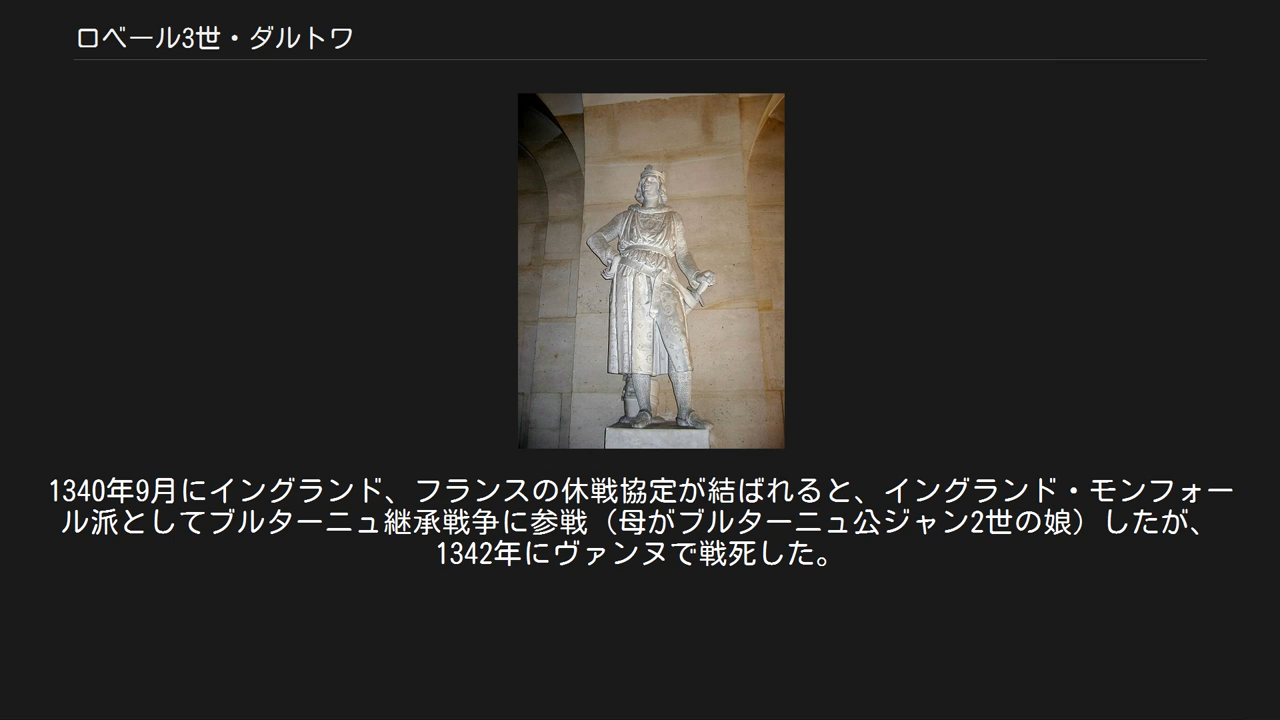 ロベール3世・ダルトワ
1340年9月にイングランド、フランスの休戦協定が結ばれると、イングランド・モンフォー
ル派としてブルターニュ継承戦争に参戦（母がブルターニュ公ジャン2世の娘）したが、
1342年にヴァンヌで戦死した。